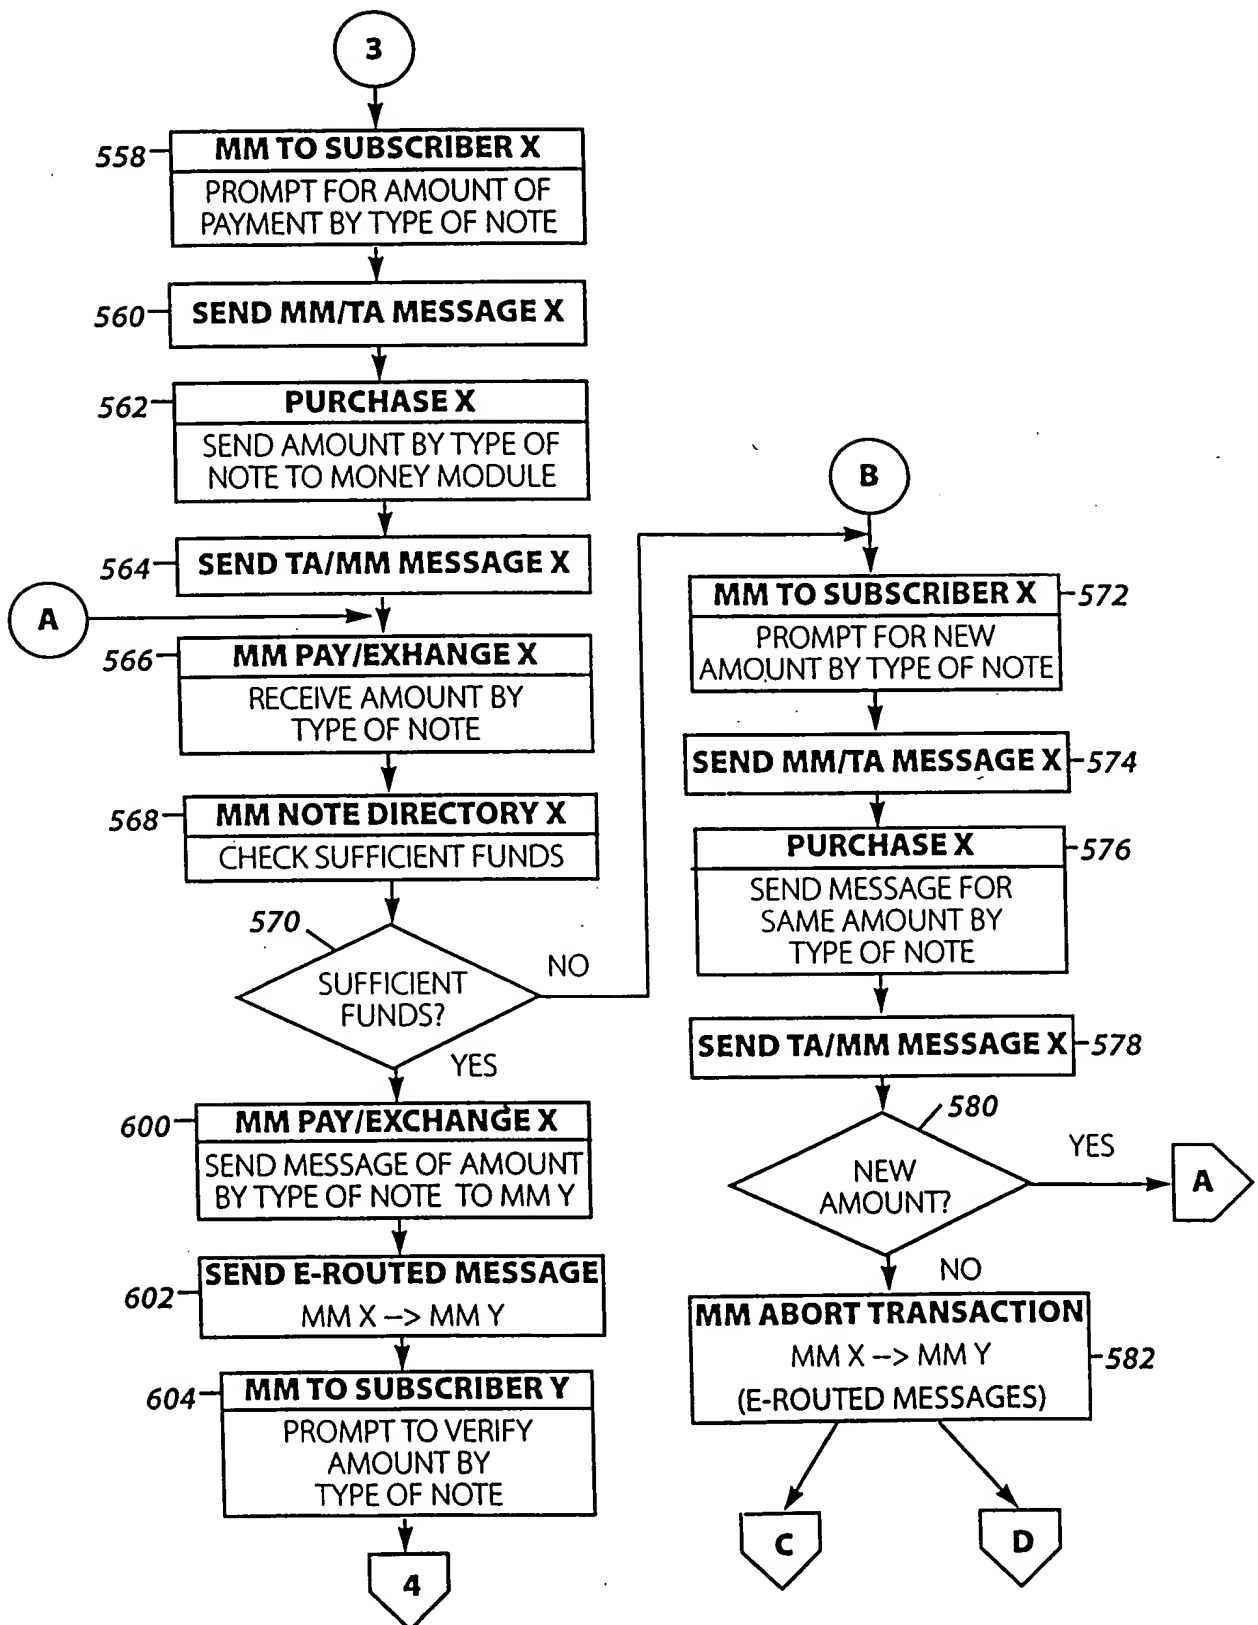 3
558
MM TO SUBSCRIBER X
PROMPT FOR AMOUNT OF
PAYMENT BY TYPE OF NOTE
560
SEND MM/TA MESSAGE X
562
PURCHASE X
SEND AMOUNT BY TYPE OF
NOTE TO MONEY MODULE
564
SEND TA/MM MESSAGE X
A
566
MM PAY/EXHANGE X
RECEIVE AMOUNT BY
TYPE OF NOTE
568
MM NOTE DIRECTORY X
CHECK SUFFICIENT FUNDS
570
SUFFICIENT
FUNDS?
NO
YES
600
MM PAY/EXCHANGE X
SEND MESSAGE OF AMOUNT
BY TYPE OF NOTE TO MM Y
602
SEND E-ROUTED MESSAGE
MM X --> MM Y
604
MM TO SUBSCRIBER Y
PROMPT TO VERIFY
AMOUNT BY
TYPE OF NOTE
4
B
MM TO SUBSCRIBER X
572
PROMPT FOR NEW
AMOUNT BY TYPE OF NOTE
SEND MM/TA MESSAGE X
574
PURCHASE X
576
SEND MESSAGE FOR
SAME AMOUNT BY
TYPE OF NOTE
SEND TA/MM MESSAGE X
578
580
NEW
AMOUNT?
YES
A
NO
MM ABORT TRANSACTION
MM X --> MM Y
582
(E-ROUTED MESSAGES)
C
D